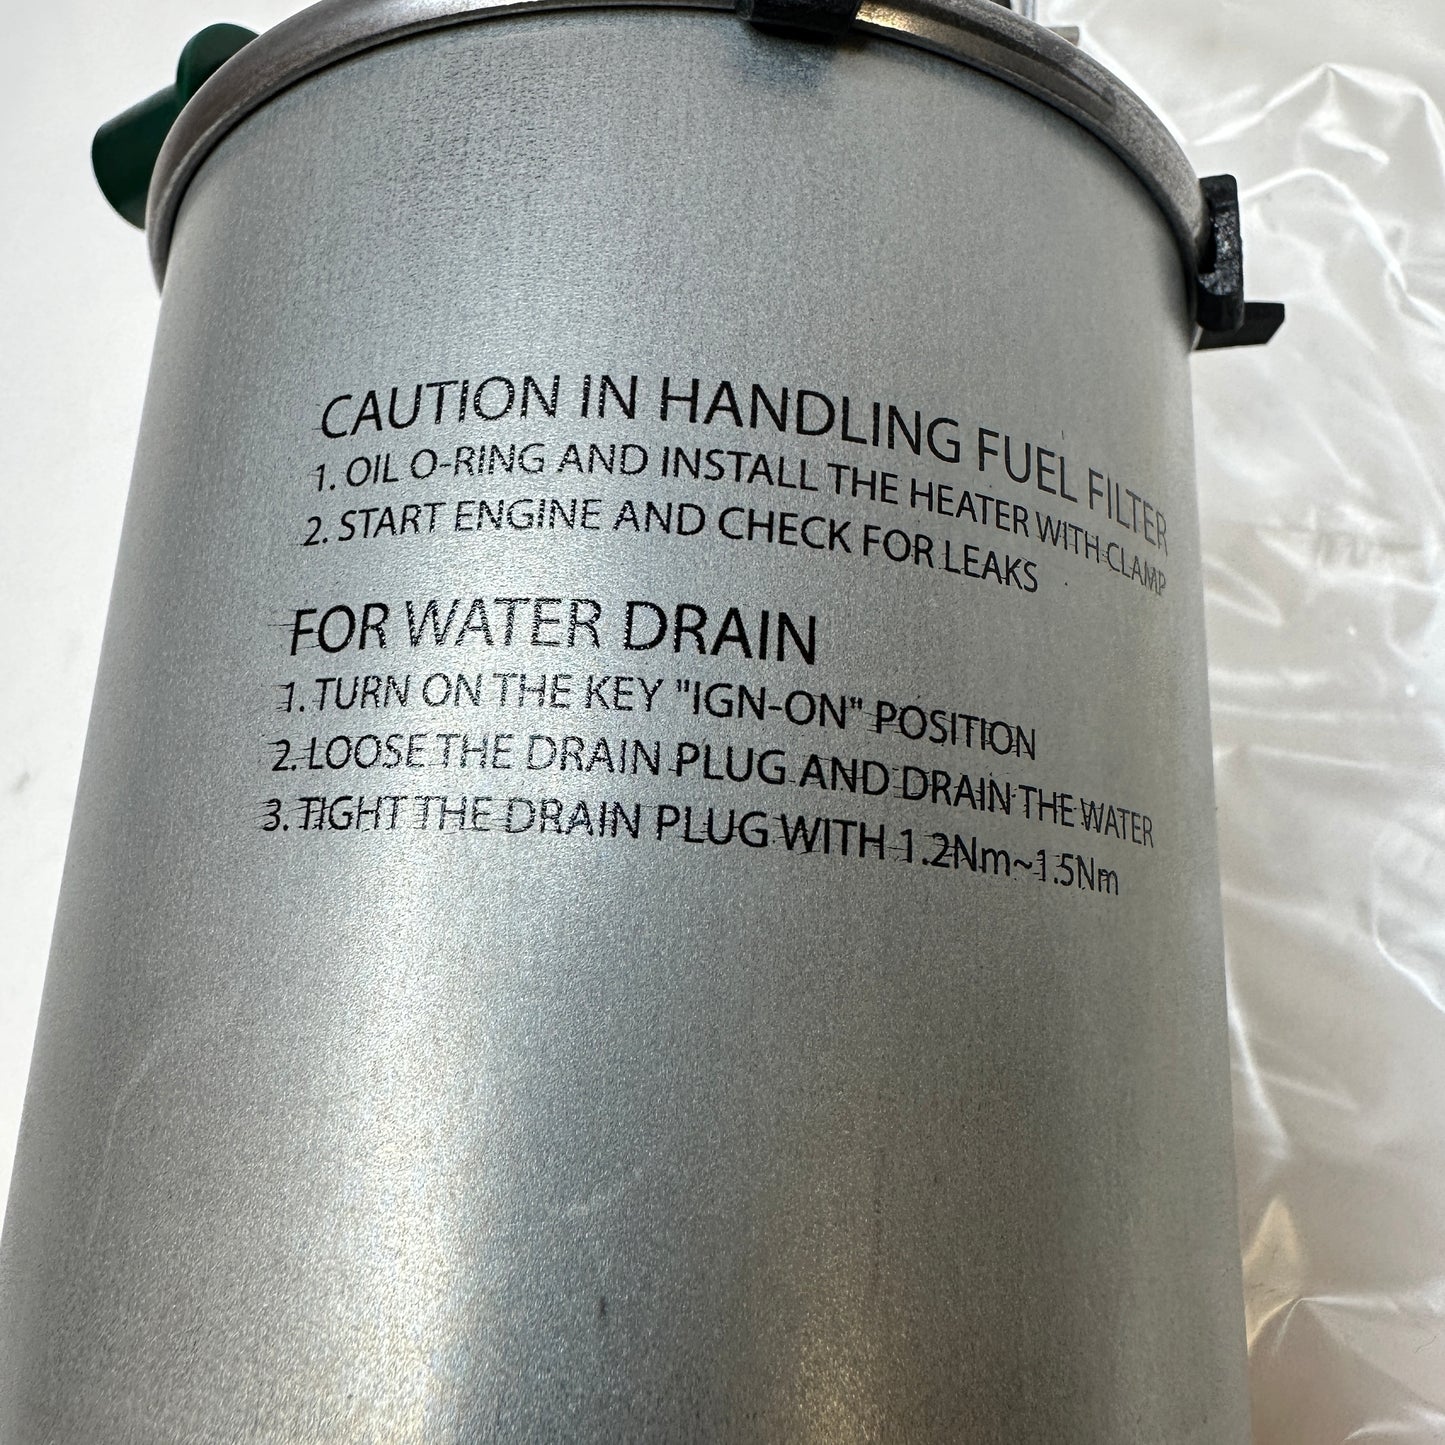 CAUTION IN HANDLING FUEL FILTER
1. OIL O-RING AND INSTALL THE HEATER WITH CLAMP
2. START ENGINE AND CHECK FOR LEAKS
FOR WATER DRAIN
1. TURN ON THE KEY "IGN-ON" POSITION
2. LOOSE THE DRAIN PLUG AND DRAIN THE WATER
3. TIGHT THE DRAIN PLUG WITH 1.2Nm~1.5Nm